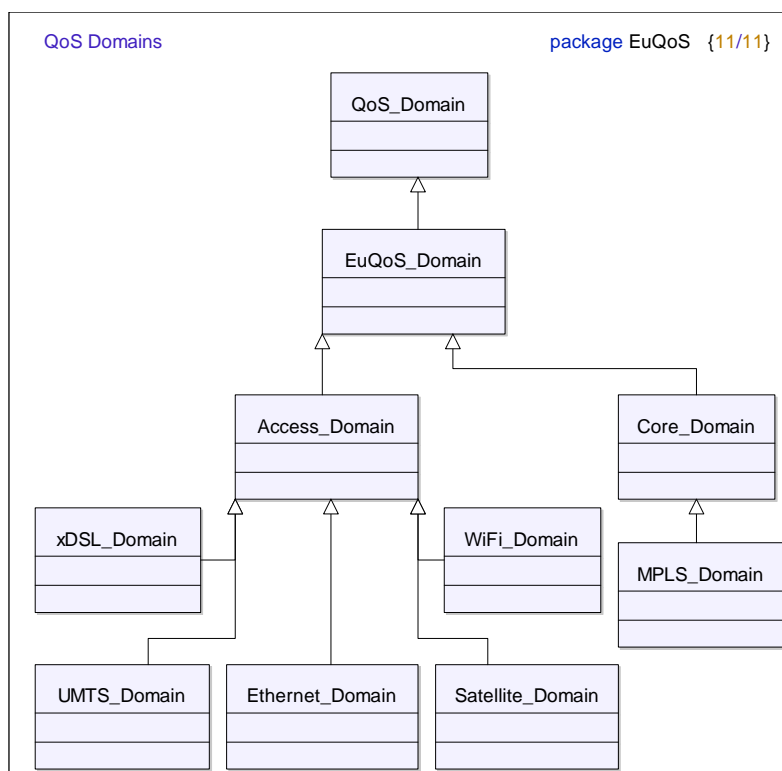 QoS Domains package EuQoS {11/11}
QoS_Domain
EuQoS_Domain
Access_Domain Core_Domain
xDSL_Domain WiFi_Domain
MPLS_Domain
UMTS_Domain Ethernet_Domain Satellite_Domain